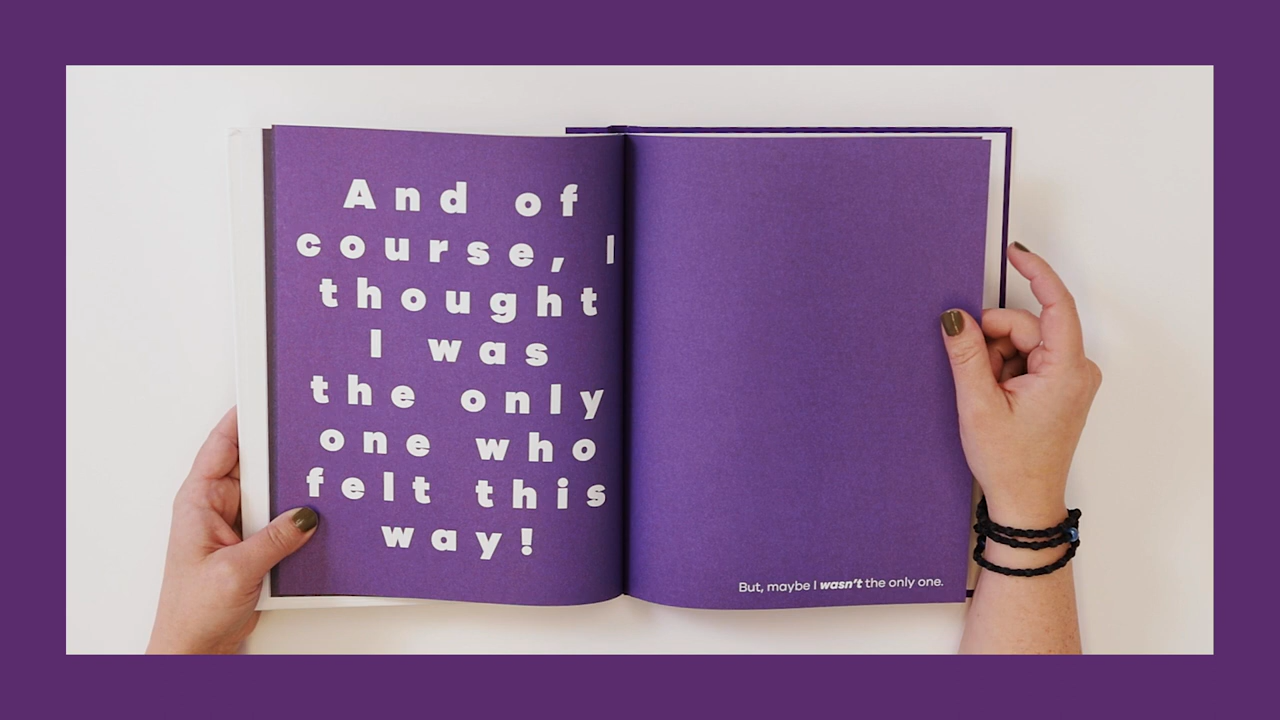 And of
course, I
thought
I was
the only
one who
felt this
way!
But, maybe I wasn't the only one.